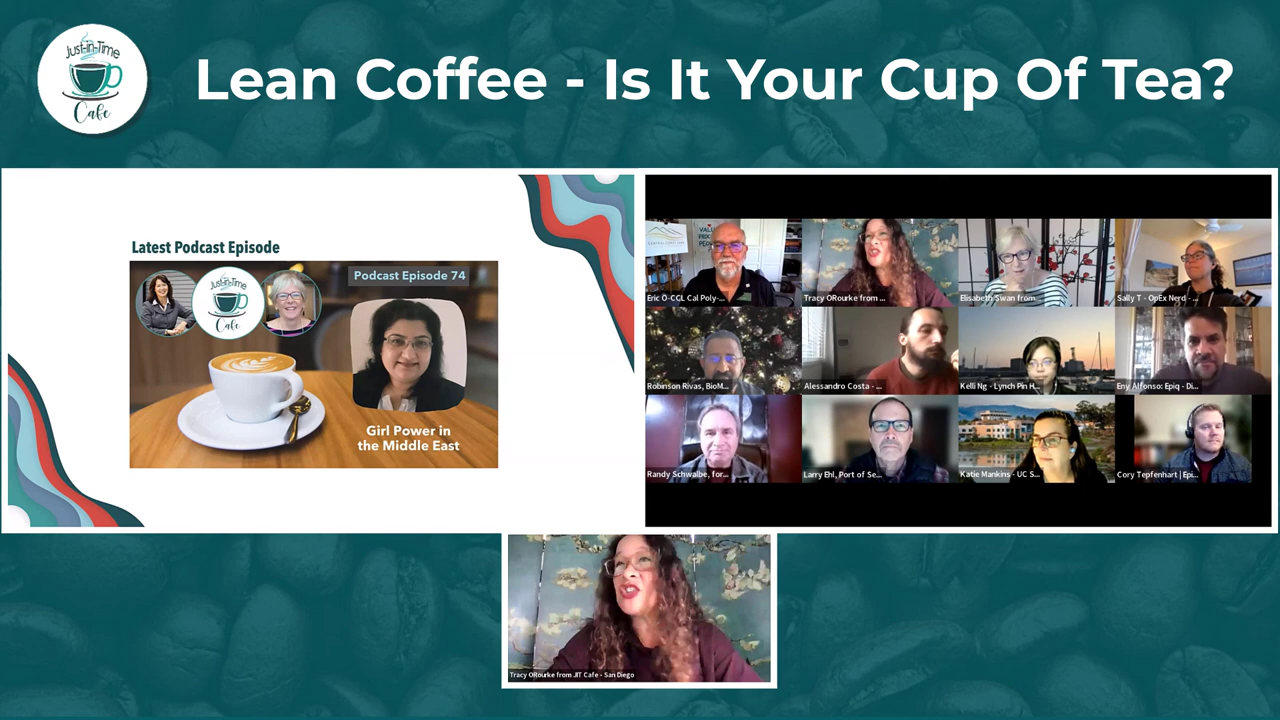 Just-in-Time
Cafe
Lean Coffee - Is It Your Cup Of Tea?
Latest Podcast Episode
Just-in-Time
Cafe
Podcast Episode 74
Girl Power in
the Middle East
VAL
PEO
Eric O-CGL Cal Poly-...
Tracy ORourke from ...
Elisabeth Swan from...
Sally T - OpEx Nerd - ...
Robinson Rivas, BioM...
Alessandro Costa - ...
Kelli Ng - Lynch Pin H...
Eny Alfonso: Epiq - Di...
Randy Schwalbe, for...
Larry Ehl, Port of Se...
Katie Mankins - UC S...
Cory Tepfenhart | Epi...
Tracy ORourke from JIT Cafe - San Diego